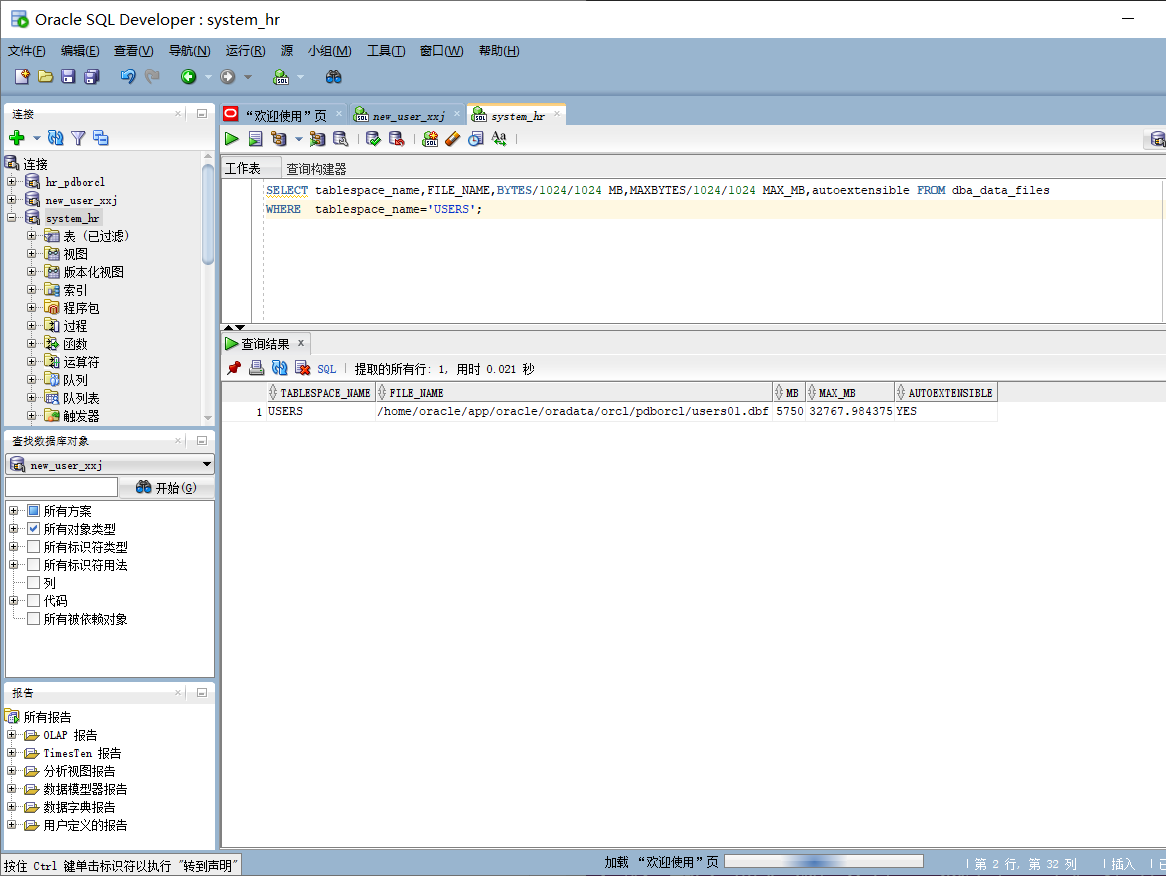 Oracle SQL Developer : system_hr
文件(F) 编辑(E) 查看(V) 导航(N) 运行(R) 源 小组(M) 工具(T) 窗口(W) 帮助(H)
连接
连接
hr_pdborcl
new_user_xxj
system_hr
表 (已过滤)
视图
版本化视图
索引
程序包
过程
函数
运算符
队列
队列表
触发器
查找数据库对象
new_user_xxj
开始(G)
所有方案
所有对象类型
所有标识符类型
所有标识符用法
列
代码
所有被依赖对象
报告
所有报告
OLAP 报告
TimesTen 报告
分析视图报告
数据模型器报告
数据字典报告
用户定义的报告
“欢迎使用”页 new_user_xxj system_hr
工作表 查询构建器
SELECT tablespace_name,FILE_NAME,BYTES/1024/1024 MB,MAXBYTES/1024/1024 MAX_MB,autoextensible FROM dba_data_files
WHERE tablespace_name='USERS';
查询结果 x
SQL | 提取的所有行: 1, 用时 0.021 秒
TABLESPACE_NAME FILE_NAME MB MAX_MB AUTOEXTENSIBLE
1 USERS /home/oracle/app/oracle/oradata/orcl/pdborcl/users01.dbf 5750 32767.984375 YES
按住 Ctrl 键单击标识符以执行 "转到声明"
加载 “欢迎使用”页
第 2 行, 第 32 列 | 插入